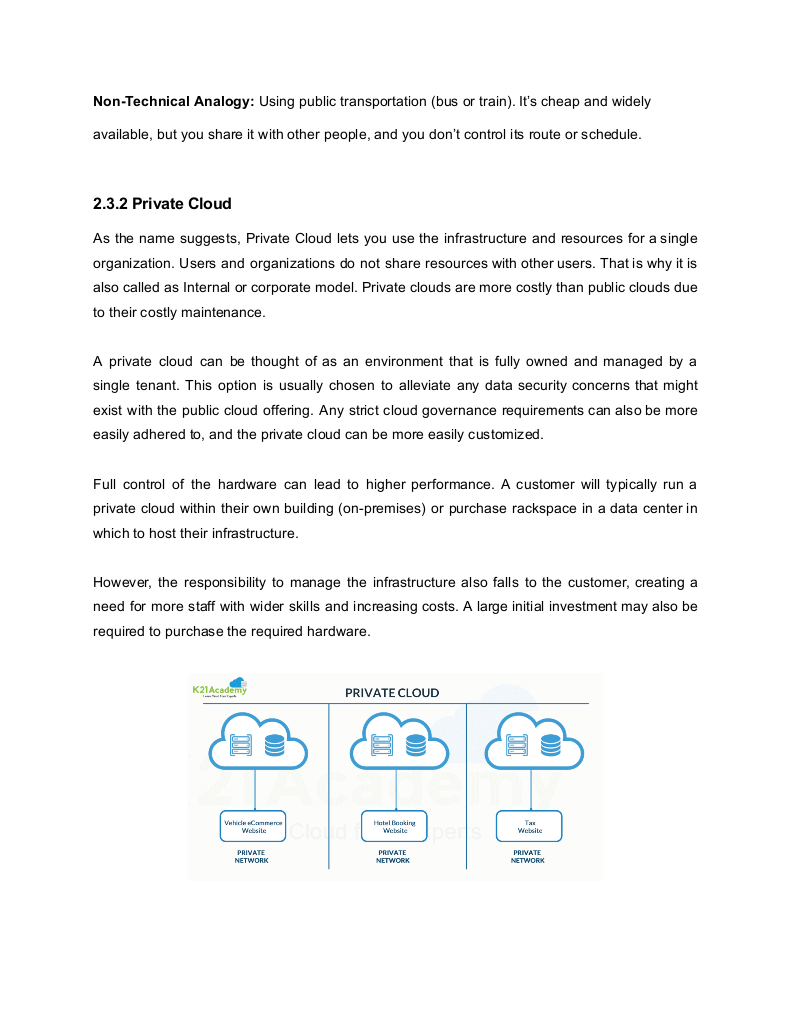 Non-Technical Analogy: Using public transportation (bus or train). It’s cheap and widely
available, but you share it with other people, and you don’t control its route or schedule.
2.3.2 Private Cloud
As the name suggests, Private Cloud lets you use the infrastructure and resources for a single
organization. Users and organizations do not share resources with other users. That is why it is
also called as Internal or corporate model. Private clouds are more costly than public clouds due
to their costly maintenance.
A private cloud can be thought of as an environment that is fully owned and managed by a
single tenant. This option is usually chosen to alleviate any data security concerns that might
exist with the public cloud offering. Any strict cloud governance requirements can also be more
easily adhered to, and the private cloud can be more easily customized.
Full control of the hardware can lead to higher performance. A customer will typically run a
private cloud within their own building (on-premises) or purchase rackspace in a data center in
which to host their infrastructure.
However, the responsibility to manage the infrastructure also falls to the customer, creating a
need for more staff with wider skills and increasing costs. A large initial investment may also be
required to purchase the required hardware.
K21Academy
PRIVATE CLOUD
21Academy
Vehicle eCommerce
Website
Hotel Booking
Website
Tax
Website
PRIVATE
NETWORK
PRIVATE
NETWORK
PRIVATE
NETWORK